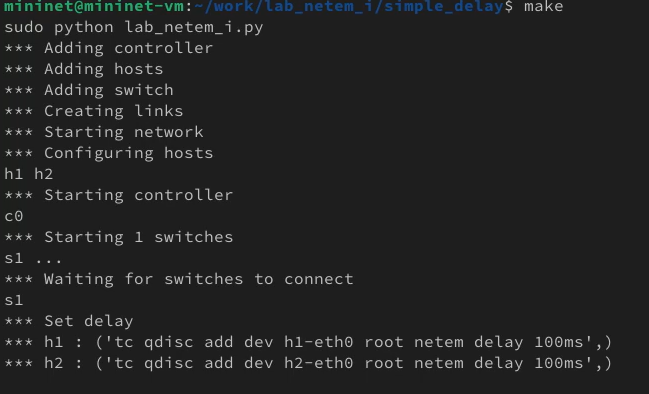 mininet@mininet-vm:~/work/lab_netem_i/simple_delay$ make
sudo python lab_netem_i.py
*** Adding controller
*** Adding hosts
*** Adding switch
*** Creating links
*** Starting network
*** Configuring hosts
h1 h2
*** Starting controller
c0
*** Starting 1 switches
s1 ...
*** Waiting for switches to connect
s1
*** Set delay
*** h1 : ('tc qdisc add dev h1-eth0 root netem delay 100ms',)
*** h2 : ('tc qdisc add dev h2-eth0 root netem delay 100ms',)